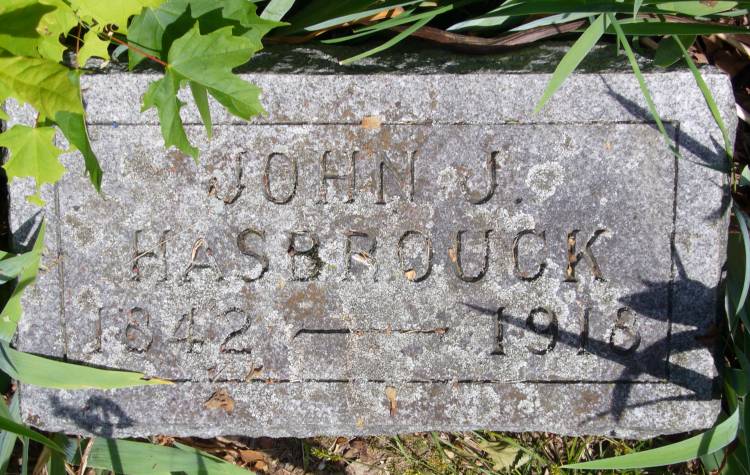 JOHN J.
HASBROUCK
1842 — 1918